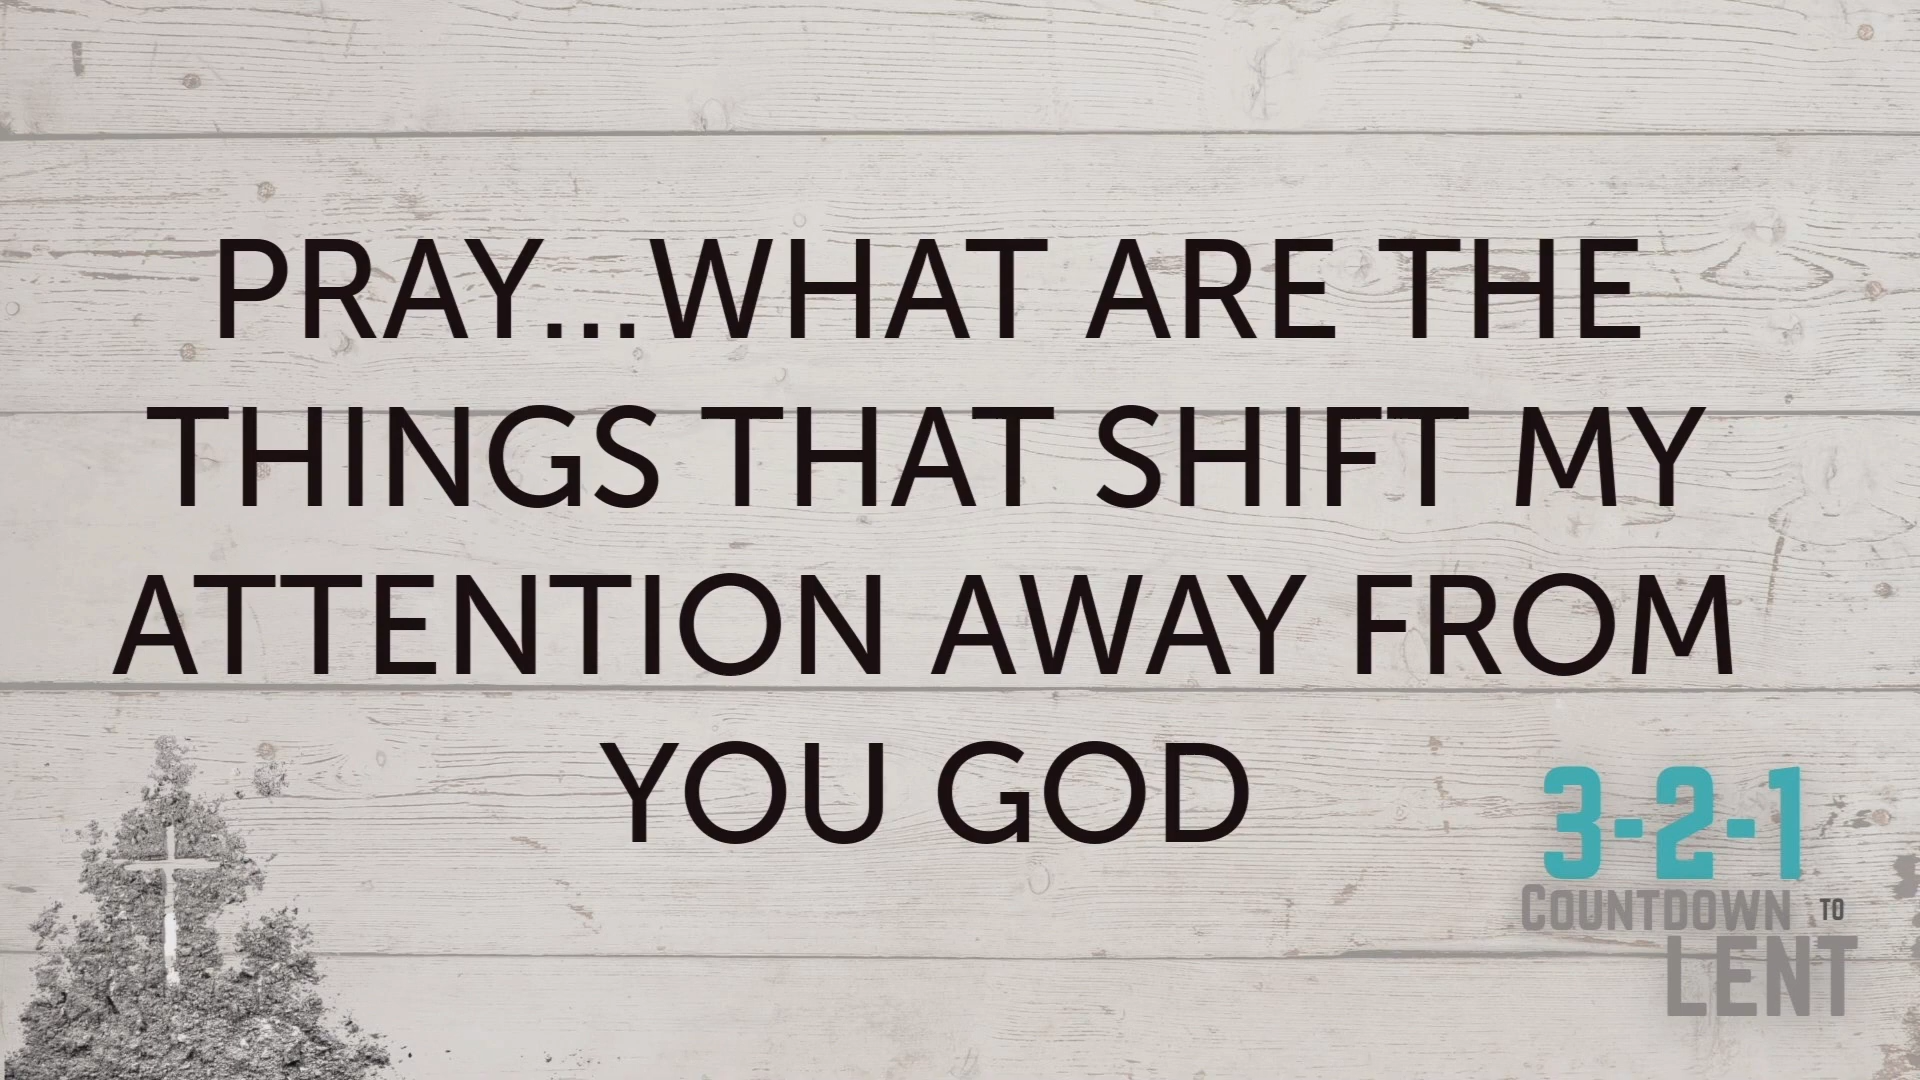 PRAY...WHAT ARE THE
THINGS THAT SHIFT MY
ATTENTION AWAY FROM
YOU GOD
3-2-1
COUNTDOWN TO
LENT